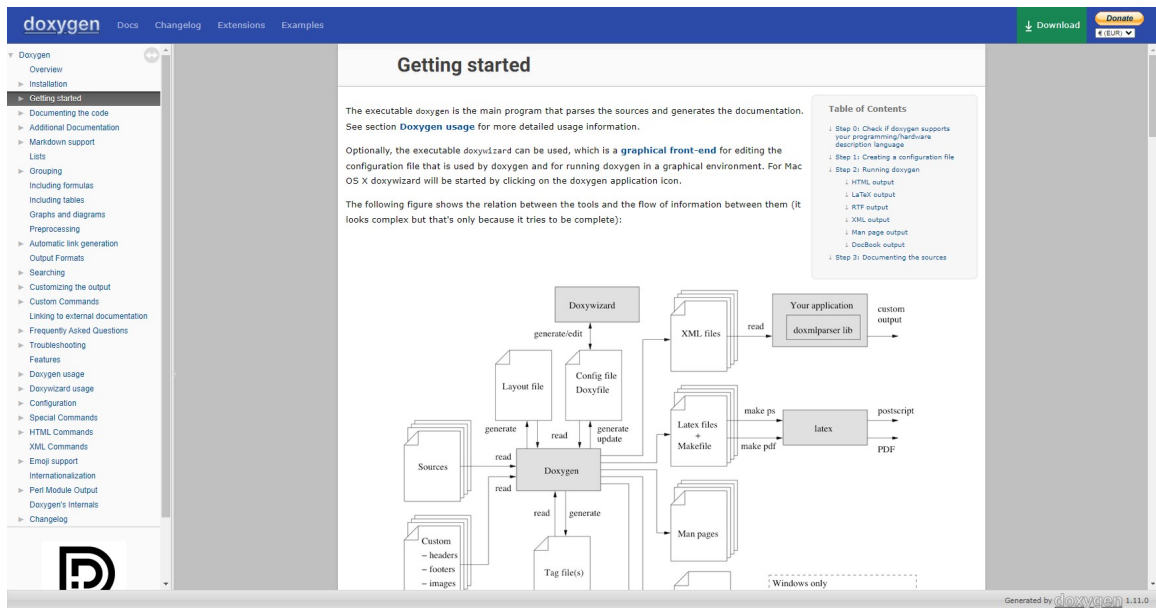 doxygen Docs Changelog Extensions Examples
Download
Donate
€ (EUR)
Doxygen
Overview
Installation
Getting started
Documenting the code
Additional Documentation
Markdown support
Lists
Grouping
Including formulas
Including tables
Graphs and diagrams
Preprocessing
Automatic link generation
Output Formats
Searching
Customizing the output
Custom Commands
Linking to external documentation
Frequently Asked Questions
Troubleshooting
Features
Doxygen usage
Doxywizard usage
Configuration
Special Commands
HTML Commands
XML Commands
Emoji support
Internationalization
Perl Module Output
Doxygen's Internals
Changelog
Getting started
The executable doxygen is the main program that parses the sources and generates the documentation.
See section Doxygen usage for more detailed usage information.
Optionally, the executable doxywizard can be used, which is a graphical front-end for editing the
configuration file that is used by doxygen and for running doxygen in a graphical environment. For Mac
OS X doxywizard will be started by clicking on the doxygen application icon.
The following figure shows the relation between the tools and the flow of information between them (it
looks complex but that's only because it tries to be complete):
Table of Contents
↓ Step 0: Check if doxygen supports
your programming/hardware
description language
↓ Step 1: Creating a configuration file
↓ Step 2: Running doxygen
↓ HTML output
↓ LaTeX output
↓ RTF output
↓ XML output
↓ Man page output
↓ DocBook output
↓ Step 3: Documenting the sources
Doxywizard
generate/edit
Layout file
Config file
Doxyfile
generate
read
generate
update
Sources
read
Doxygen
read
read
generate
Custom
– headers
– footers
– images
Tag file(s)
XML files
read
Your application
doxmlparser lib
custom
output
Latex files
+
Makefile
make ps
make pdf
latex
postscript
PDF
Man pages
Windows only
Generated by doxygen 1.11.0